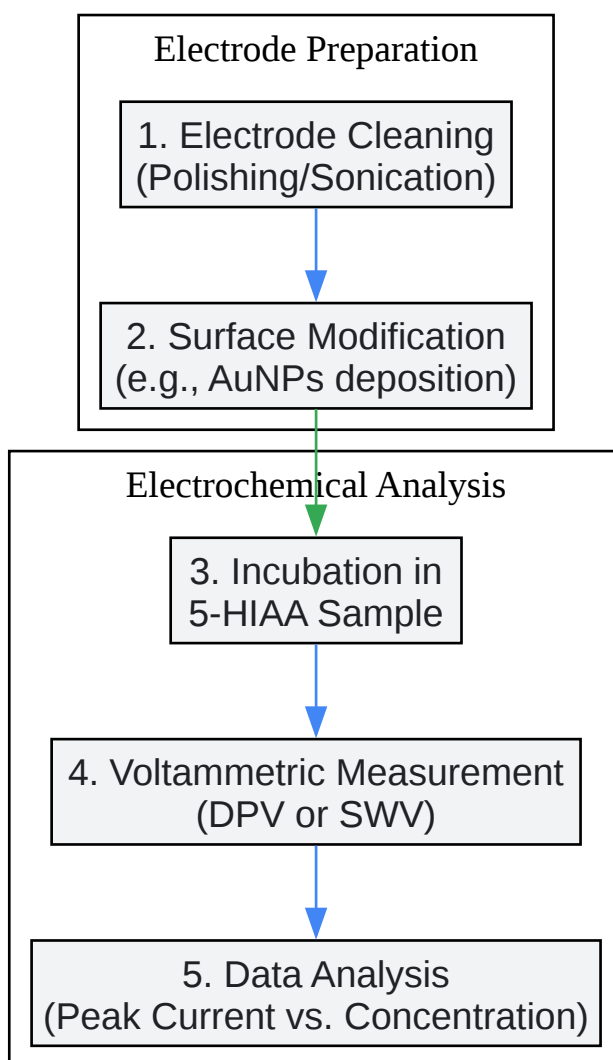 Electrode Preparation
1. Electrode Cleaning
(Polishing/Sonication)
2. Surface Modification
(e.g., AuNPs deposition)
Electrochemical Analysis
3. Incubation in
5-HIAA Sample
4. Voltammetric Measurement
(DPV or SWV)
5. Data Analysis
(Peak Current vs. Concentration)